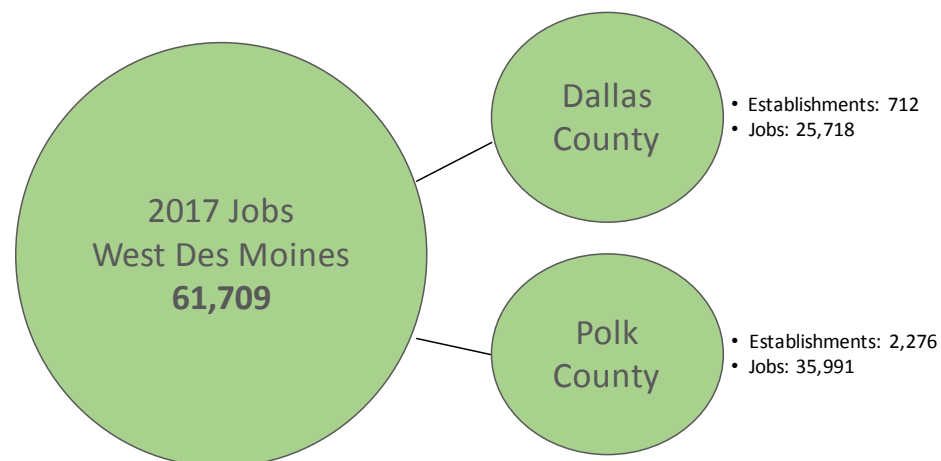 2017 Jobs
West Des Moines
61,709
Dallas
County
• Establishments: 712
• Jobs: 25,718
Polk
County
• Establishments: 2,276
• Jobs: 35,991